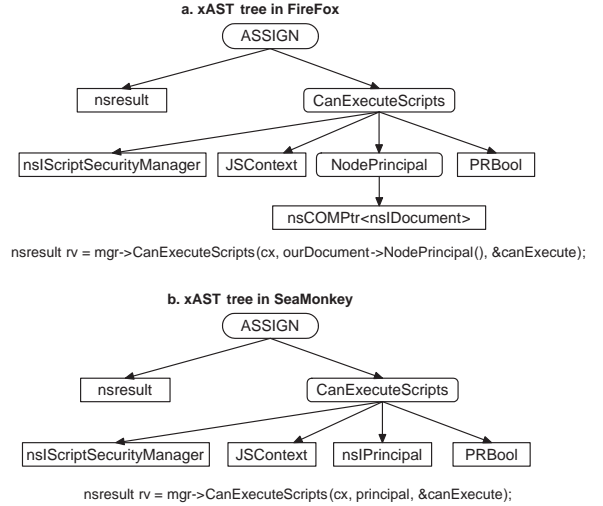 a. xAST tree in FireFox
ASSIGN
nsresult
CanExecuteScripts
nsIScriptSecurityManager
JSContext
NodePrincipal
PRBool
nsCOMPtr<nsIDocument>
nsresult rv = mgr->CanExecuteScripts(cx, ourDocument->NodePrincipal(), &canExecute);
b. xAST tree in SeaMonkey
ASSIGN
nsresult
CanExecuteScripts
nsIScriptSecurityManager
JSContext
nsIPrincipal
PRBool
nsresult rv = mgr->CanExecuteScripts(cx, principal, &canExecute);